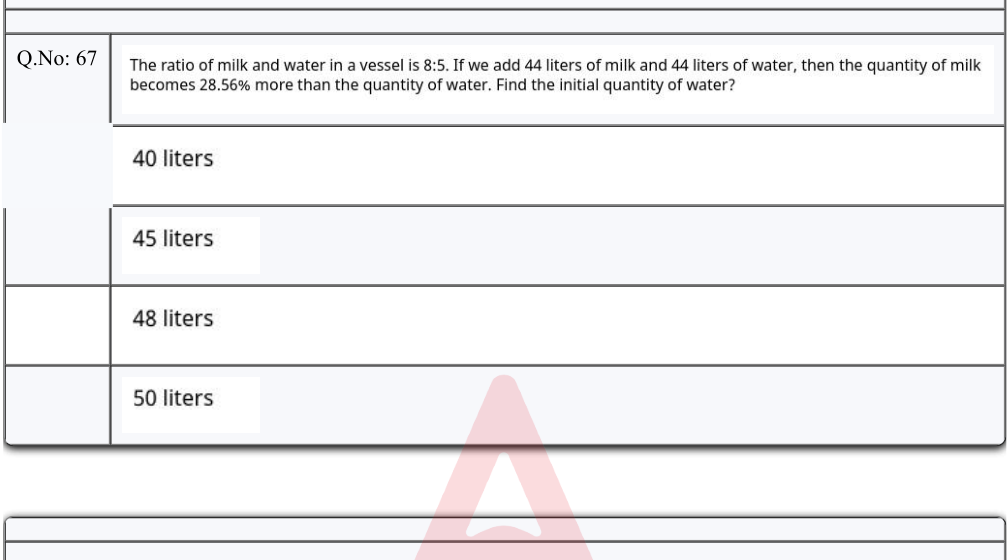 Q.No: 67
The ratio of milk and water in a vessel is 8:5. If we add 44 liters of milk and 44 liters of water, then the quantity of milk
becomes 28.56% more than the quantity of water. Find the initial quantity of water?
40 liters
45 liters
48 liters
50 liters